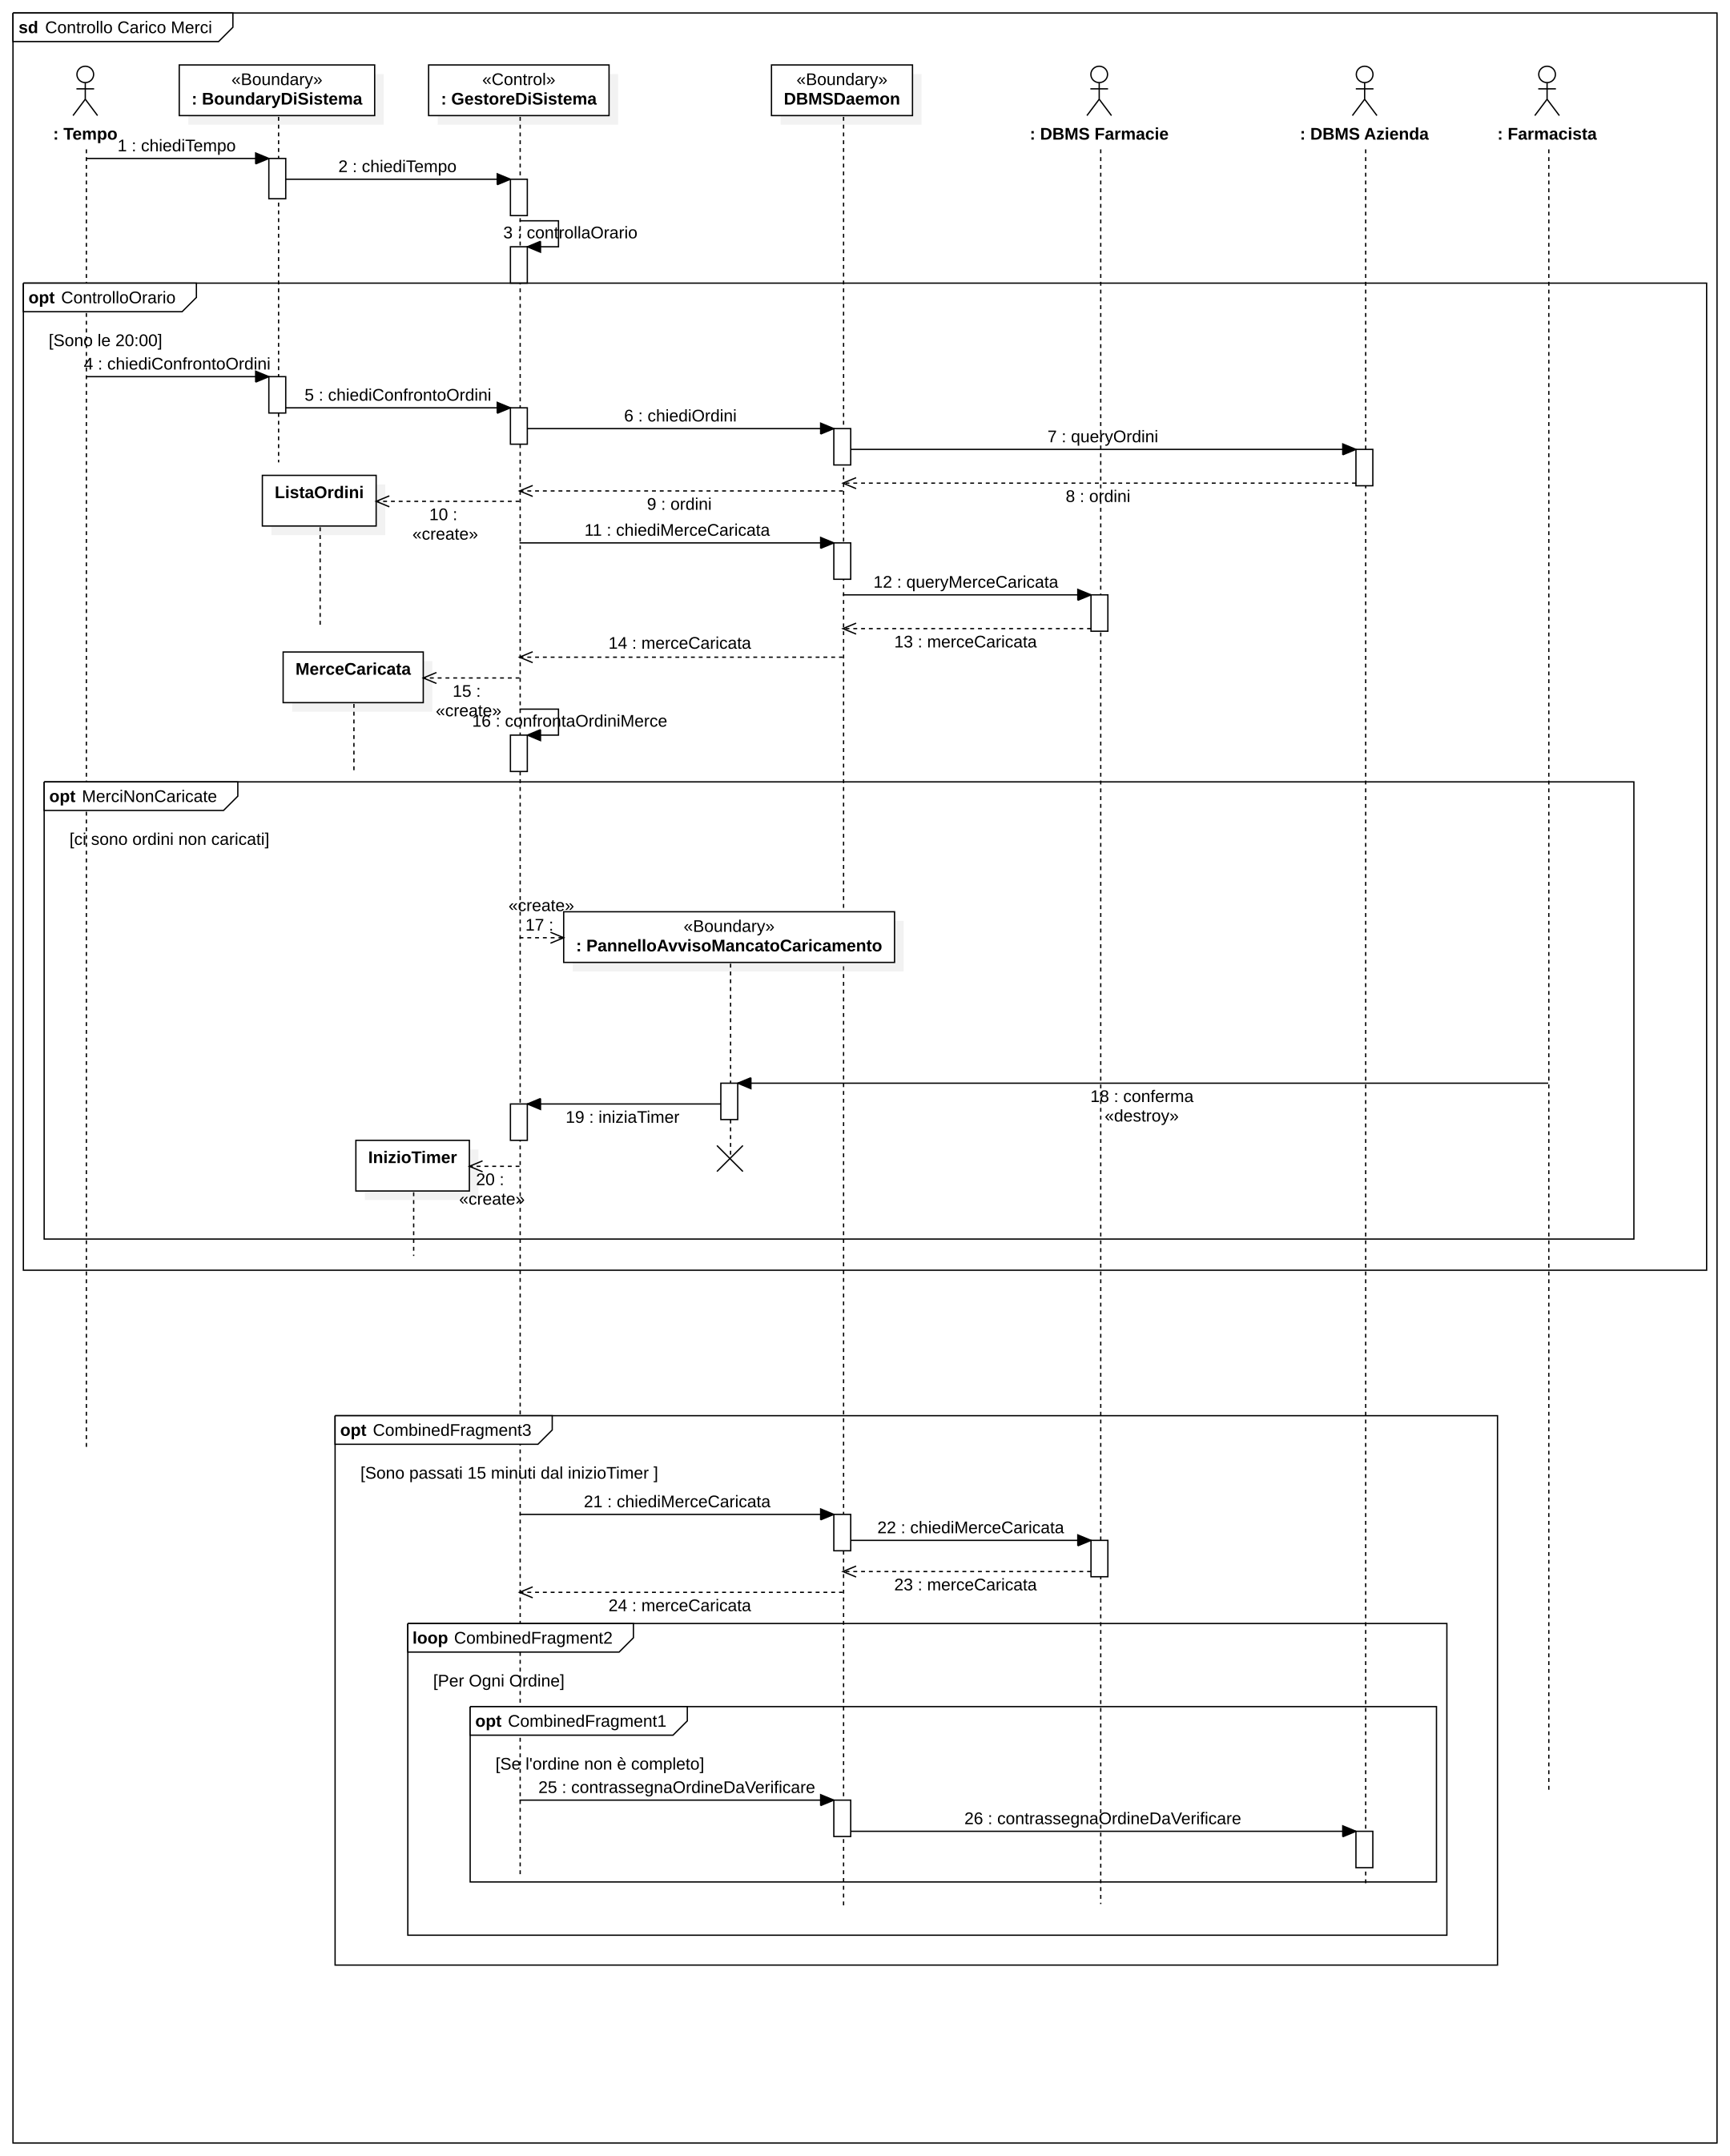 sd Controllo Carico Merci
«Boundary»
: BoundaryDiSistema
«Control»
: GestoreDiSistema
«Boundary»
DBMSDaemon
: Tempo
: DBMS Farmacie
: DBMS Azienda
: Farmacista
1 : chiediTempo
2 : chiediTempo
3 : controllaOrario
opt ControlloOrario
[Sono le 20:00]
4 : chiediConfrontoOrdini
5 : chiediConfrontoOrdini
6 : chiediOrdini
7 : queryOrdini
8 : ordini
9 : ordini
ListaOrdini
10 :
«create»
11 : chiediMerceCaricata
12 : queryMerceCaricata
13 : merceCaricata
14 : merceCaricata
MerceCaricata
15 :
«create»
16 : confrontaOrdiniMerce
opt MerciNonCaricate
[ci sono ordini non caricati]
«create»
17 :
«Boundary»
: PannelloAvvisoMancatoCaricamento
18 : conferma
«destroy»
19 : iniziaTimer
InizioTimer
20 :
«create»
opt CombinedFragment3
[Sono passati 15 minuti dal inizioTimer ]
21 : chiediMerceCaricata
22 : chiediMerceCaricata
23 : merceCaricata
24 : merceCaricata
loop CombinedFragment2
[Per Ogni Ordine]
opt CombinedFragment1
[Se l'ordine non è completo]
25 : contrassegnaOrdineDaVerificare
26 : contrassegnaOrdineDaVerificare